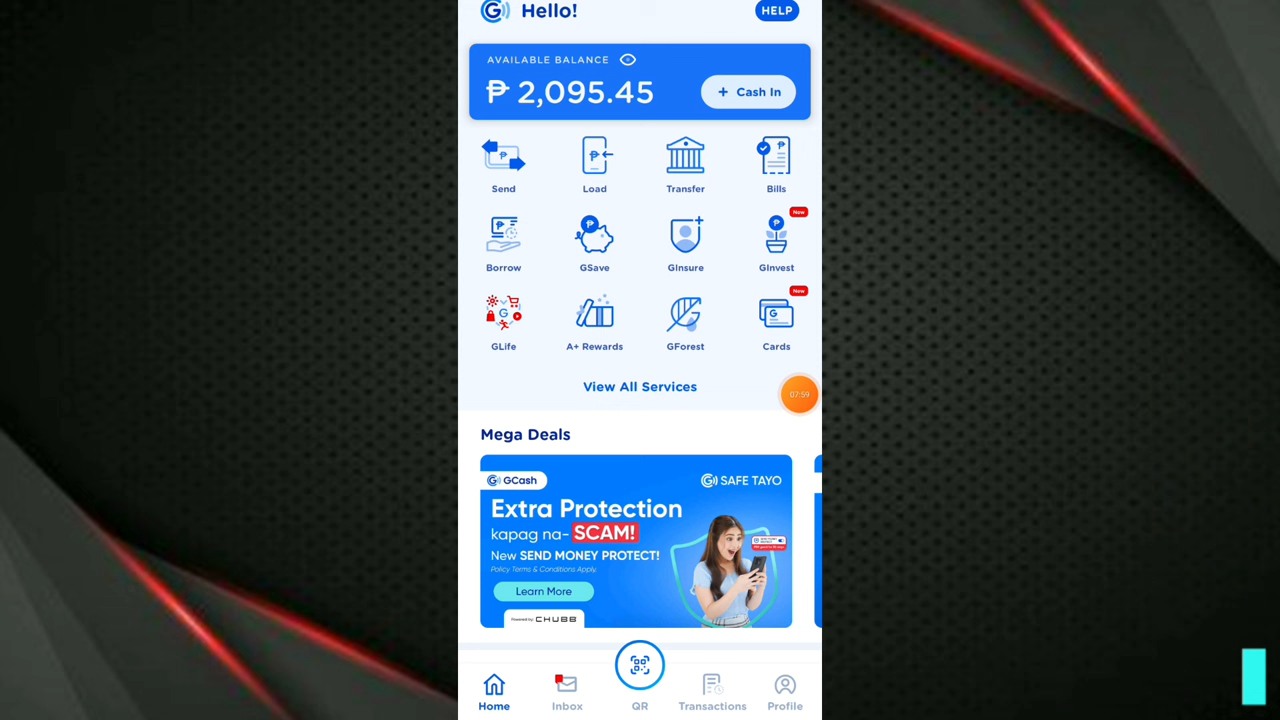 Hello!
HELP
AVAILABLE BALANCE
₱ 2,095.45
+ Cash In
Send
Load
Transfer
Bills
New
Borrow
GSave
GInsure
GInvest
New
GLife
A+ Rewards
GForest
Cards
View All Services
07:59
Mega Deals
GCash
SAFE TAYO
Extra Protection
kapag na- SCAM!
New SEND MONEY PROTECT!
Policy Terms & Conditions Apply.
Learn More
Powered by: CHUBB
Home
Inbox
QR
Transactions
Profile